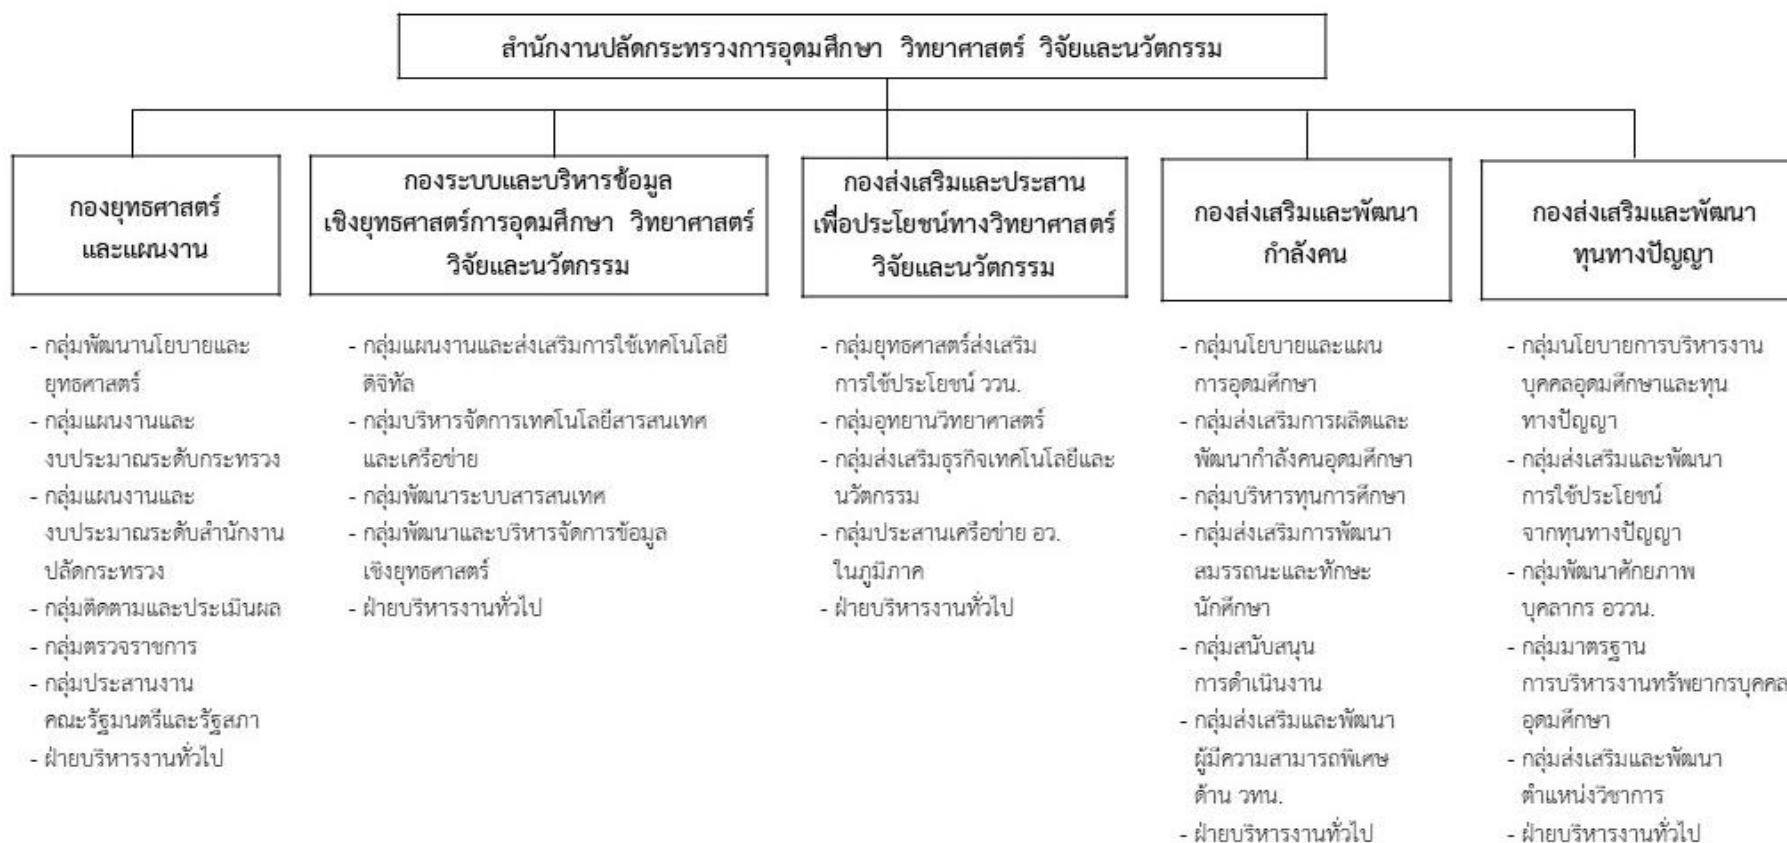 สำนักงานปลัดกระทรวงการอุดมศึกษา วิทยาศาสตร์ วิจัยและนวัตกรรม
กองยุทธศาสตร์
และแผนงาน
กองระบบและบริหารข้อมูล
เชิงยุทธศาสตร์การอุดมศึกษา วิทยาศาสตร์
วิจัยและนวัตกรรม
กองส่งเสริมและประสาน
เพื่อประโยชน์ทางวิทยาศาสตร์
วิจัยและนวัตกรรม
กองส่งเสริมและพัฒนา
กำลังคน
กองส่งเสริมและพัฒนา
ทุนทางปัญญา
- กลุ่มพัฒนานโยบายและ
ยุทธศาสตร์
- กลุ่มแผนงานและ
งบประมาณระดับกระทรวง
- กลุ่มแผนงานและ
งบประมาณระดับสำนักงาน
ปลัดกระทรวง
- กลุ่มติดตามและประเมินผล
- กลุ่มตรวจราชการ
- กลุ่มประสานงาน
คณะรัฐมนตรีและรัฐสภา
- ฝ่ายบริหารงานทั่วไป
- กลุ่มแผนงานและส่งเสริมการใช้เทคโนโลยี
ดิจิทัล
- กลุ่มบริหารจัดการเทคโนโลยีสารสนเทศ
และเครือข่าย
- กลุ่มพัฒนาระบบสารสนเทศ
- กลุ่มพัฒนาและบริหารจัดการข้อมูล
เชิงยุทธศาสตร์
- ฝ่ายบริหารงานทั่วไป
- กลุ่มยุทธศาสตร์ส่งเสริม
การใช้ประโยชน์ ววน.
- กลุ่มอุทยานวิทยาศาสตร์
- กลุ่มส่งเสริมธุรกิจเทคโนโลยีและ
นวัตกรรม
- กลุ่มประสานเครือข่าย อว.
ในภูมิภาค
- ฝ่ายบริหารงานทั่วไป
- กลุ่มนโยบายและแผน
การอุดมศึกษา
- กลุ่มส่งเสริมการผลิตและ
พัฒนากำลังคนอุดมศึกษา
- กลุ่มบริหารทุนการศึกษา
- กลุ่มส่งเสริมการพัฒนา
สมรรถนะและทักษะ
นักศึกษา
- กลุ่มสนับสนุน
การดำเนินงาน
- กลุ่มส่งเสริมและพัฒนา
ผู้มีความสามารถพิเศษ
ด้าน วทน.
- ฝ่ายบริหารงานทั่วไป
- กลุ่มนโยบายการบริหารงาน
บุคคลอุดมศึกษาและทุน
ทางปัญญา
- กลุ่มส่งเสริมและพัฒนา
การใช้ประโยชน์
จากทุนทางปัญญา
- กลุ่มพัฒนาศักยภาพ
บุคลากร อววน.
- กลุ่มมาตรฐาน
การบริหารงานทรัพยากรบุคคล
อุดมศึกษา
- กลุ่มส่งเสริมและพัฒนา
ตำแหน่งวิชาการ
- ฝ่ายบริหารงานทั่วไป